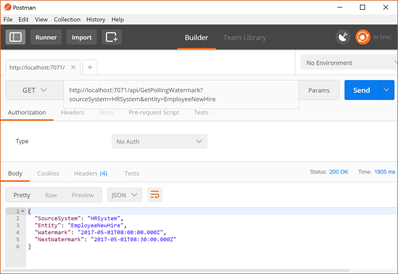 Postman
File Edit View Collection History Help
Runner Import Builder Team Library IN SYNC
http://localhost:7071/ No Environment
GET http://localhost:7071/api/GetPollingWatermark?
sourceSystem=HRSystem&entity=EmployeeNewHire
Params Send
Authorization Headers Body Pre-request Script Tests
Type No Auth
Body Cookies Headers (4) Tests Status: 200 OK Time: 1805 ms
Pretty Raw Preview JSON
1 {
2 "SourceSystem": "HRSystem",
3 "Entity": "EmployeeNewHire",
4 "Watermark": "2017-05-01T08:00:00.000Z",
5 "NextWatermark": "2017-05-01T08:30:00.000Z"
6 }